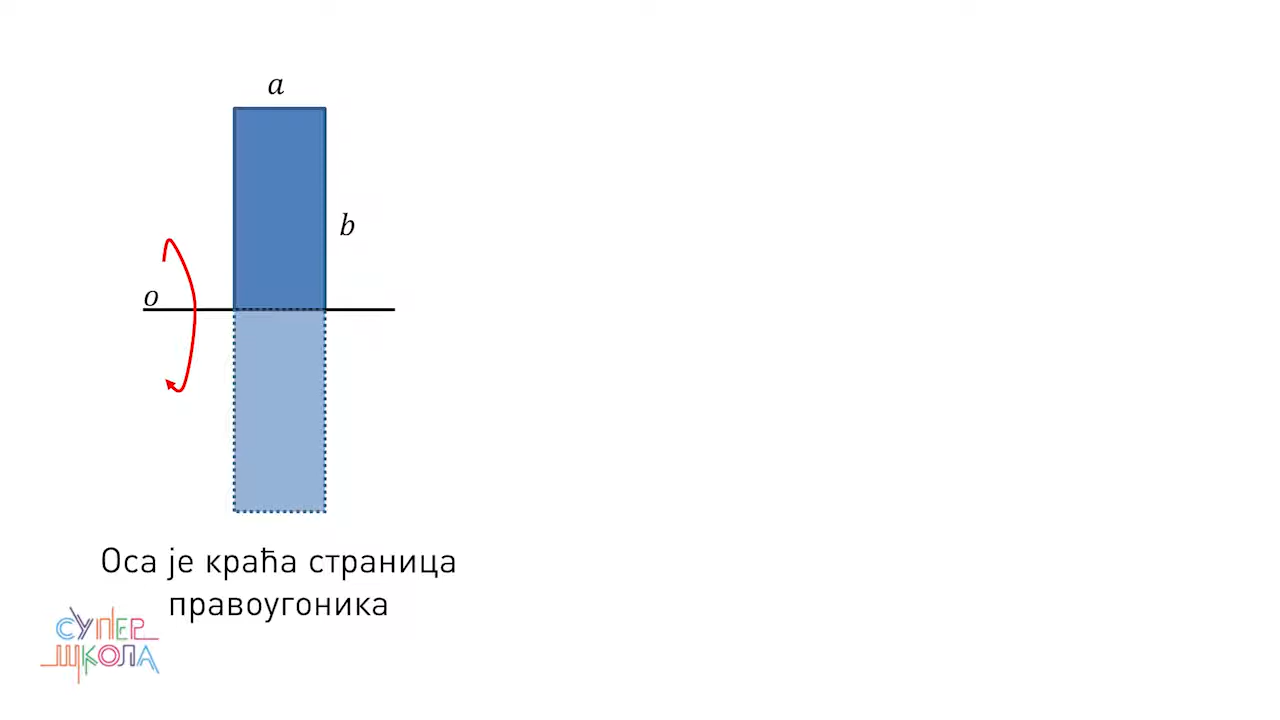 a
b
o
Оса је краћа страница
правоугоника
СУПЕР
ШКОЛА